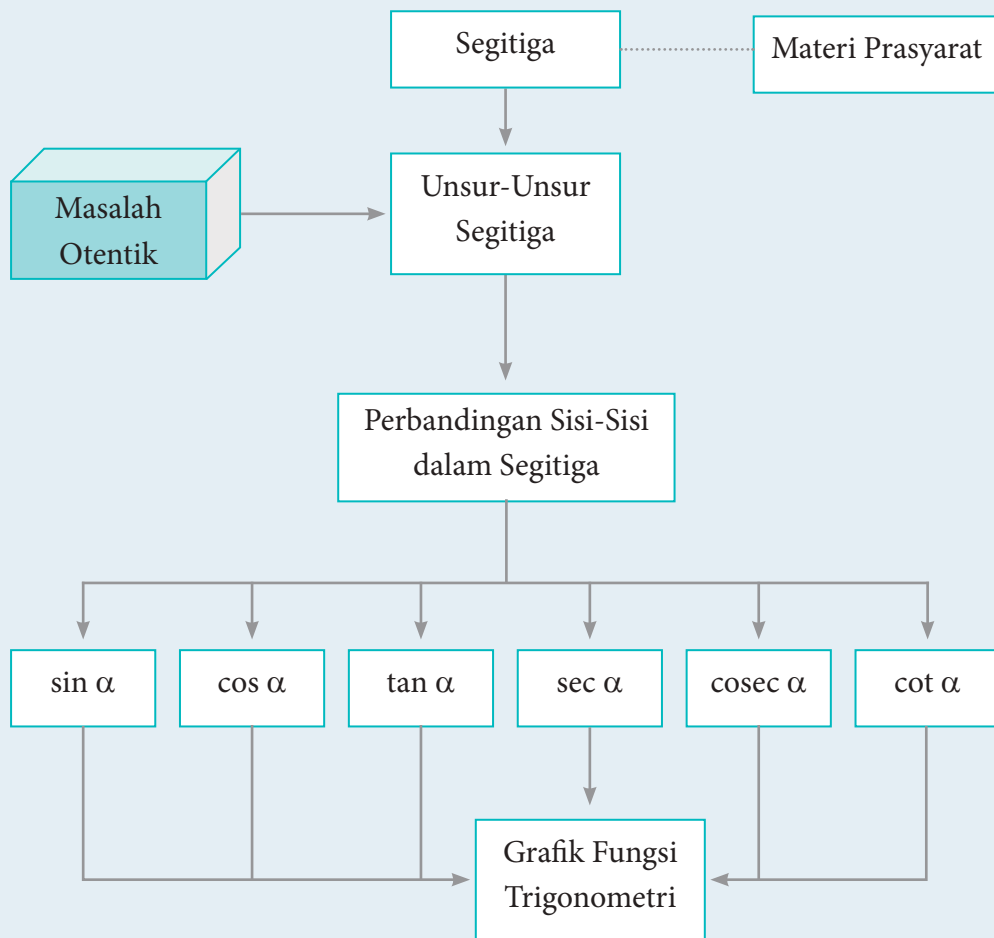 Segitiga
Materi Prasyarat
Masalah
Otentik
Unsur-Unsur
Segitiga
Perbandingan Sisi-Sisi
dalam Segitiga
sin α
cos α
tan α
sec α
cosec α
cot α
Grafik Fungsi
Trigonometri